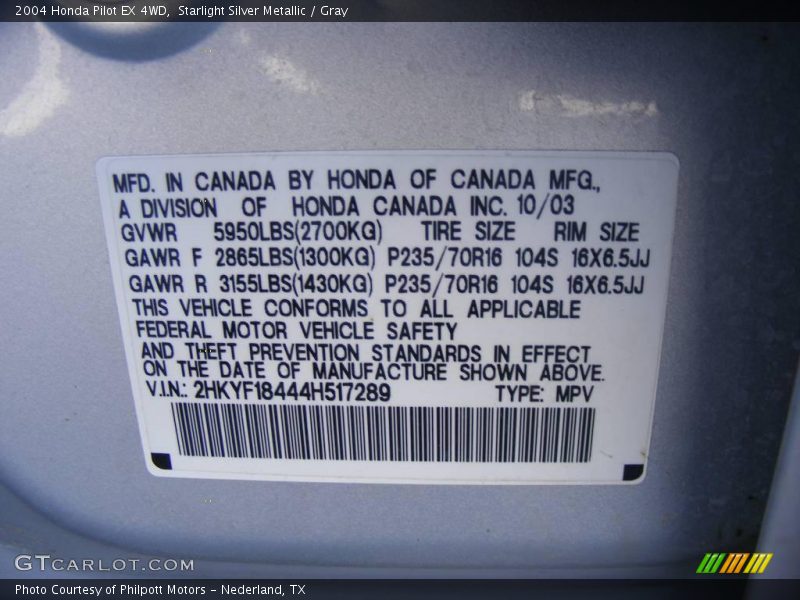 2004 Honda Pilot EX 4WD,  Starlight Silver Metallic / Gray
MFD. IN CANADA BY HONDA OF CANADA MFG.,
A DIVISION OF HONDA CANADA INC. 10/03
GVWR 5950LBS(2700KG) TIRE SIZE RIM SIZE
GAWR F 2865LBS(1300KG) P235/70R16 104S 16X6.5JJ
GAWR R 3155LBS(1430KG) P235/70R16 104S 16X6.5JJ
THIS VEHICLE CONFORMS TO ALL APPLICABLE
FEDERAL MOTOR VEHICLE SAFETY
AND THEFT PREVENTION STANDARDS IN EFFECT
ON THE DATE OF MANUFACTURE SHOWN ABOVE.
V.I.N.: 2HKYF18444H517289 TYPE: MPV
GTCARLOT.COM
Photo Courtesy of Philpott Motors - Nederland, TX